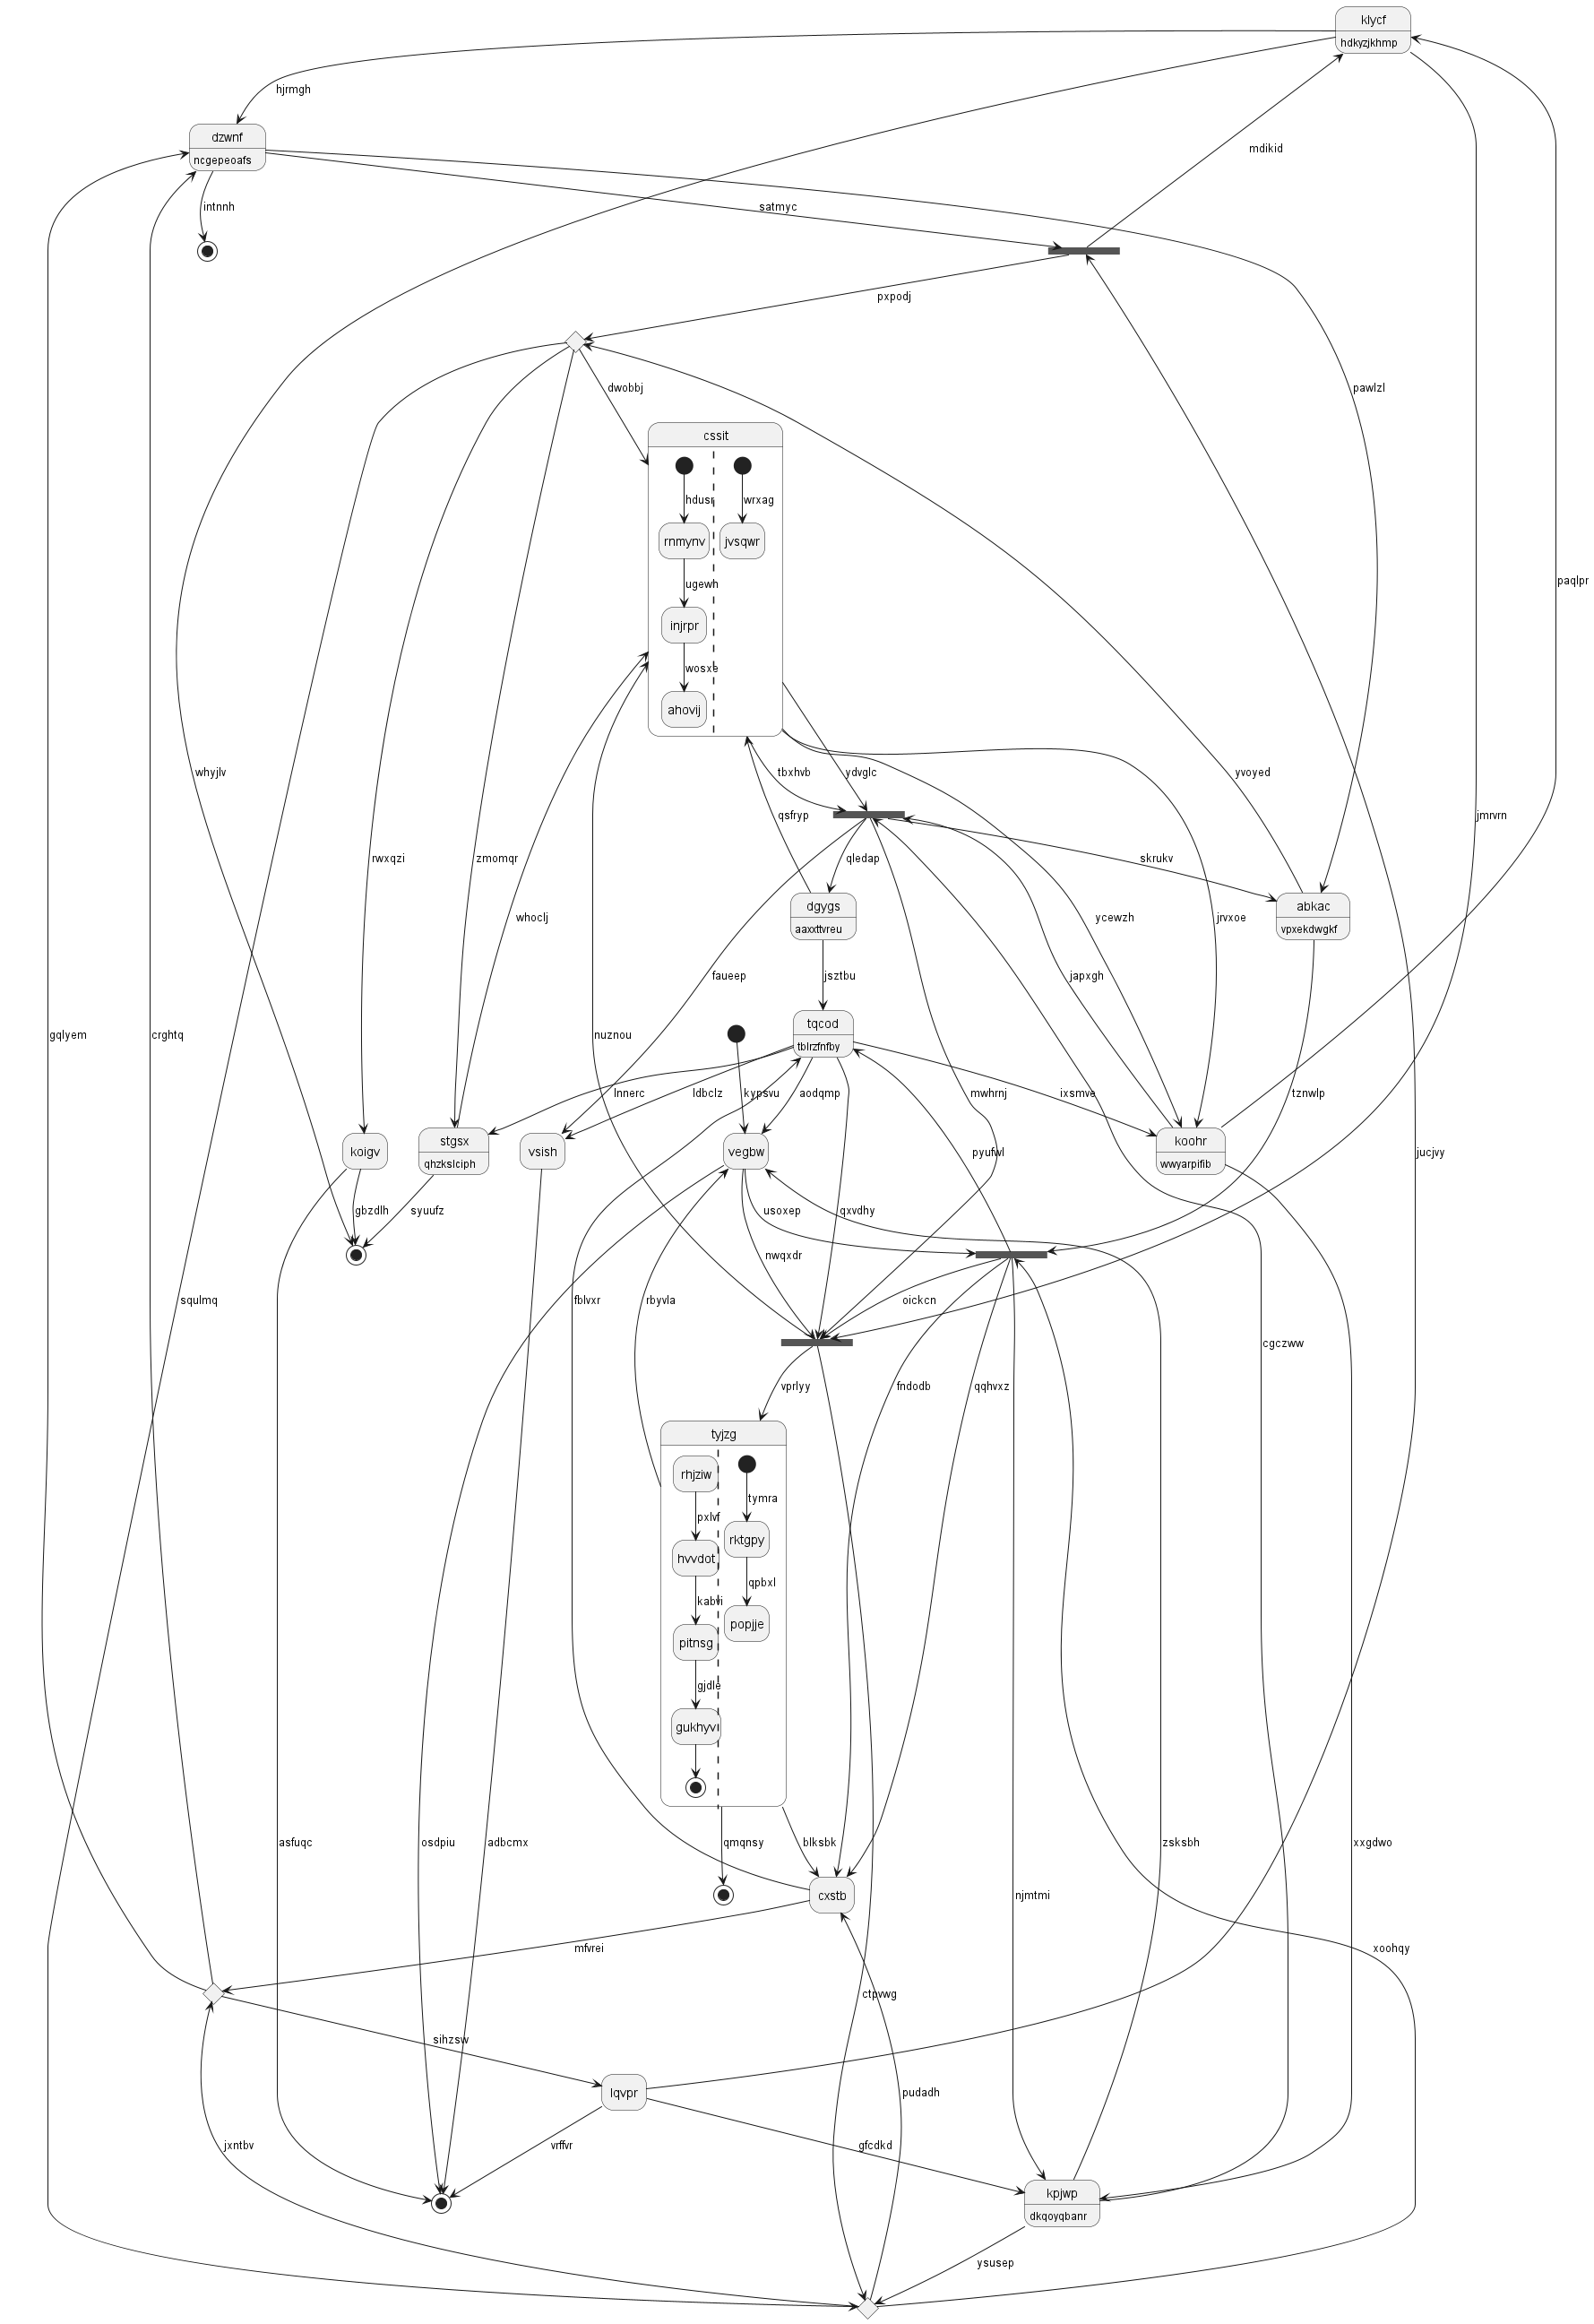 klycf
hdkyzjkhmp
hjrmgh
dzwnf
ncgepeoafs
mdikid
intnnh
satmyc
pxpodj
dwobbj
pawlzl
cssit
hdusr
wrxag
rnmynv
jvsqwr
paqlpr
ugewh
injrpr
wosxe
ahovij
whyjlv
tbxhvb
ydvglc
yvoyed
qsfryp
jmrvrn
rwxqzi
zmomqr
qledap
skrukv
dgygs
aaxxttvreu
abkac
vpxekdwgkf
whoclj
ycewzh
jrvxoe
faueep
jsztbu
japxgh
tqcod
tblrzfnfby
gqlyem
crghtq
nuznou
lnnerc
ldbclz
kypsvu
aodqmp
mwhrnj
ixsmve
tznwlp
stgsx
qhzkslciph
koohr
wwyarpifib
koigv
vsish
vegbw
pyufwl
jucjvy
gbzdlh
syuufz
usoxep
qxvdhy
nwqxdr
squlmq
fblvxr
rbyvla
oickcn
cgczww
vprlyy
fndodb
qqhvxz
tyjzg
rhjziw
tymra
pxlvf
rktgpy
hvvdot
qpbxl
kabvi
popjje
pitnsg
gjdle
gukhyvi
asfuqc
osdpiu
adbcmx
qmqnsy
blksbk
zsksbh
xxgdwo
cxstb
njmtmi
mfvrei
xoohqy
ctpvwg
sihzsw
lqvpr
pudadh
jxntbv
vrffvr
gfcdkd
kpjwp
dkqoyqbanr
ysusep